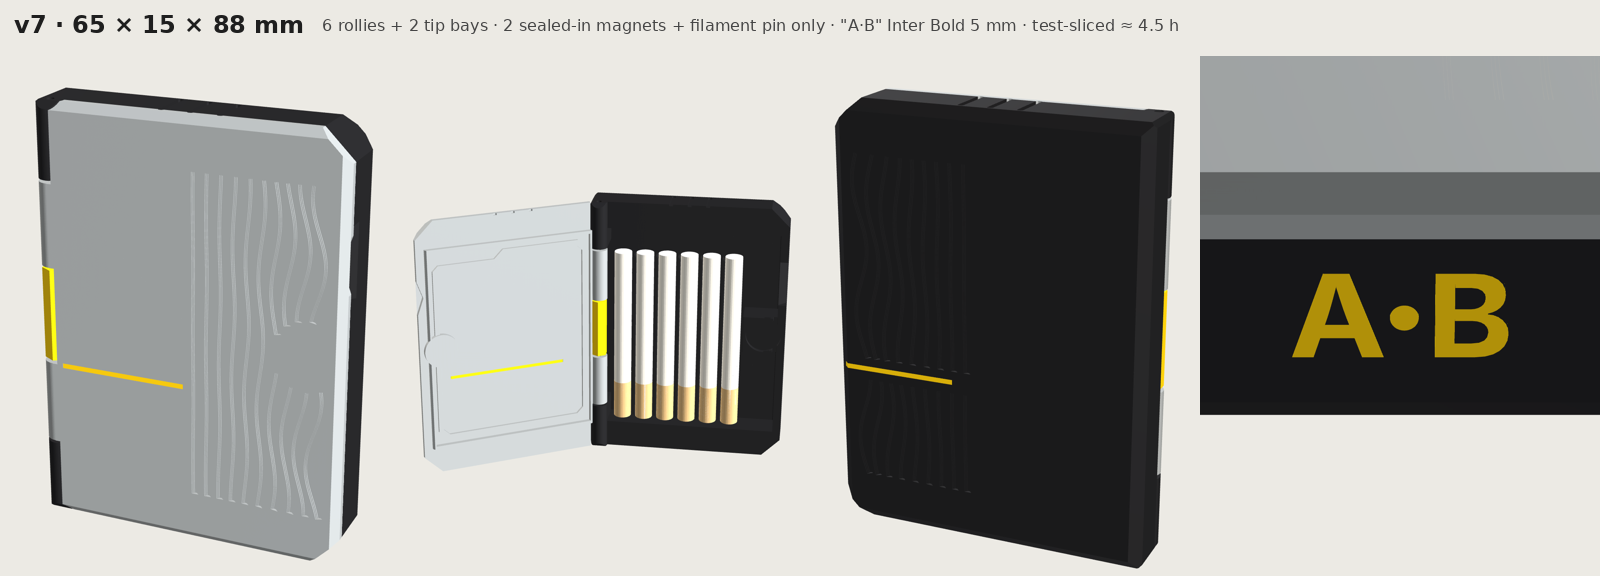 v7 · 65 × 15 × 88 mm 6 rollies + 2 tip bays · 2 sealed-in magnets + filament pin only · "A·B" Inter Bold 5 mm · test-sliced ≈ 4.5 h
A·B